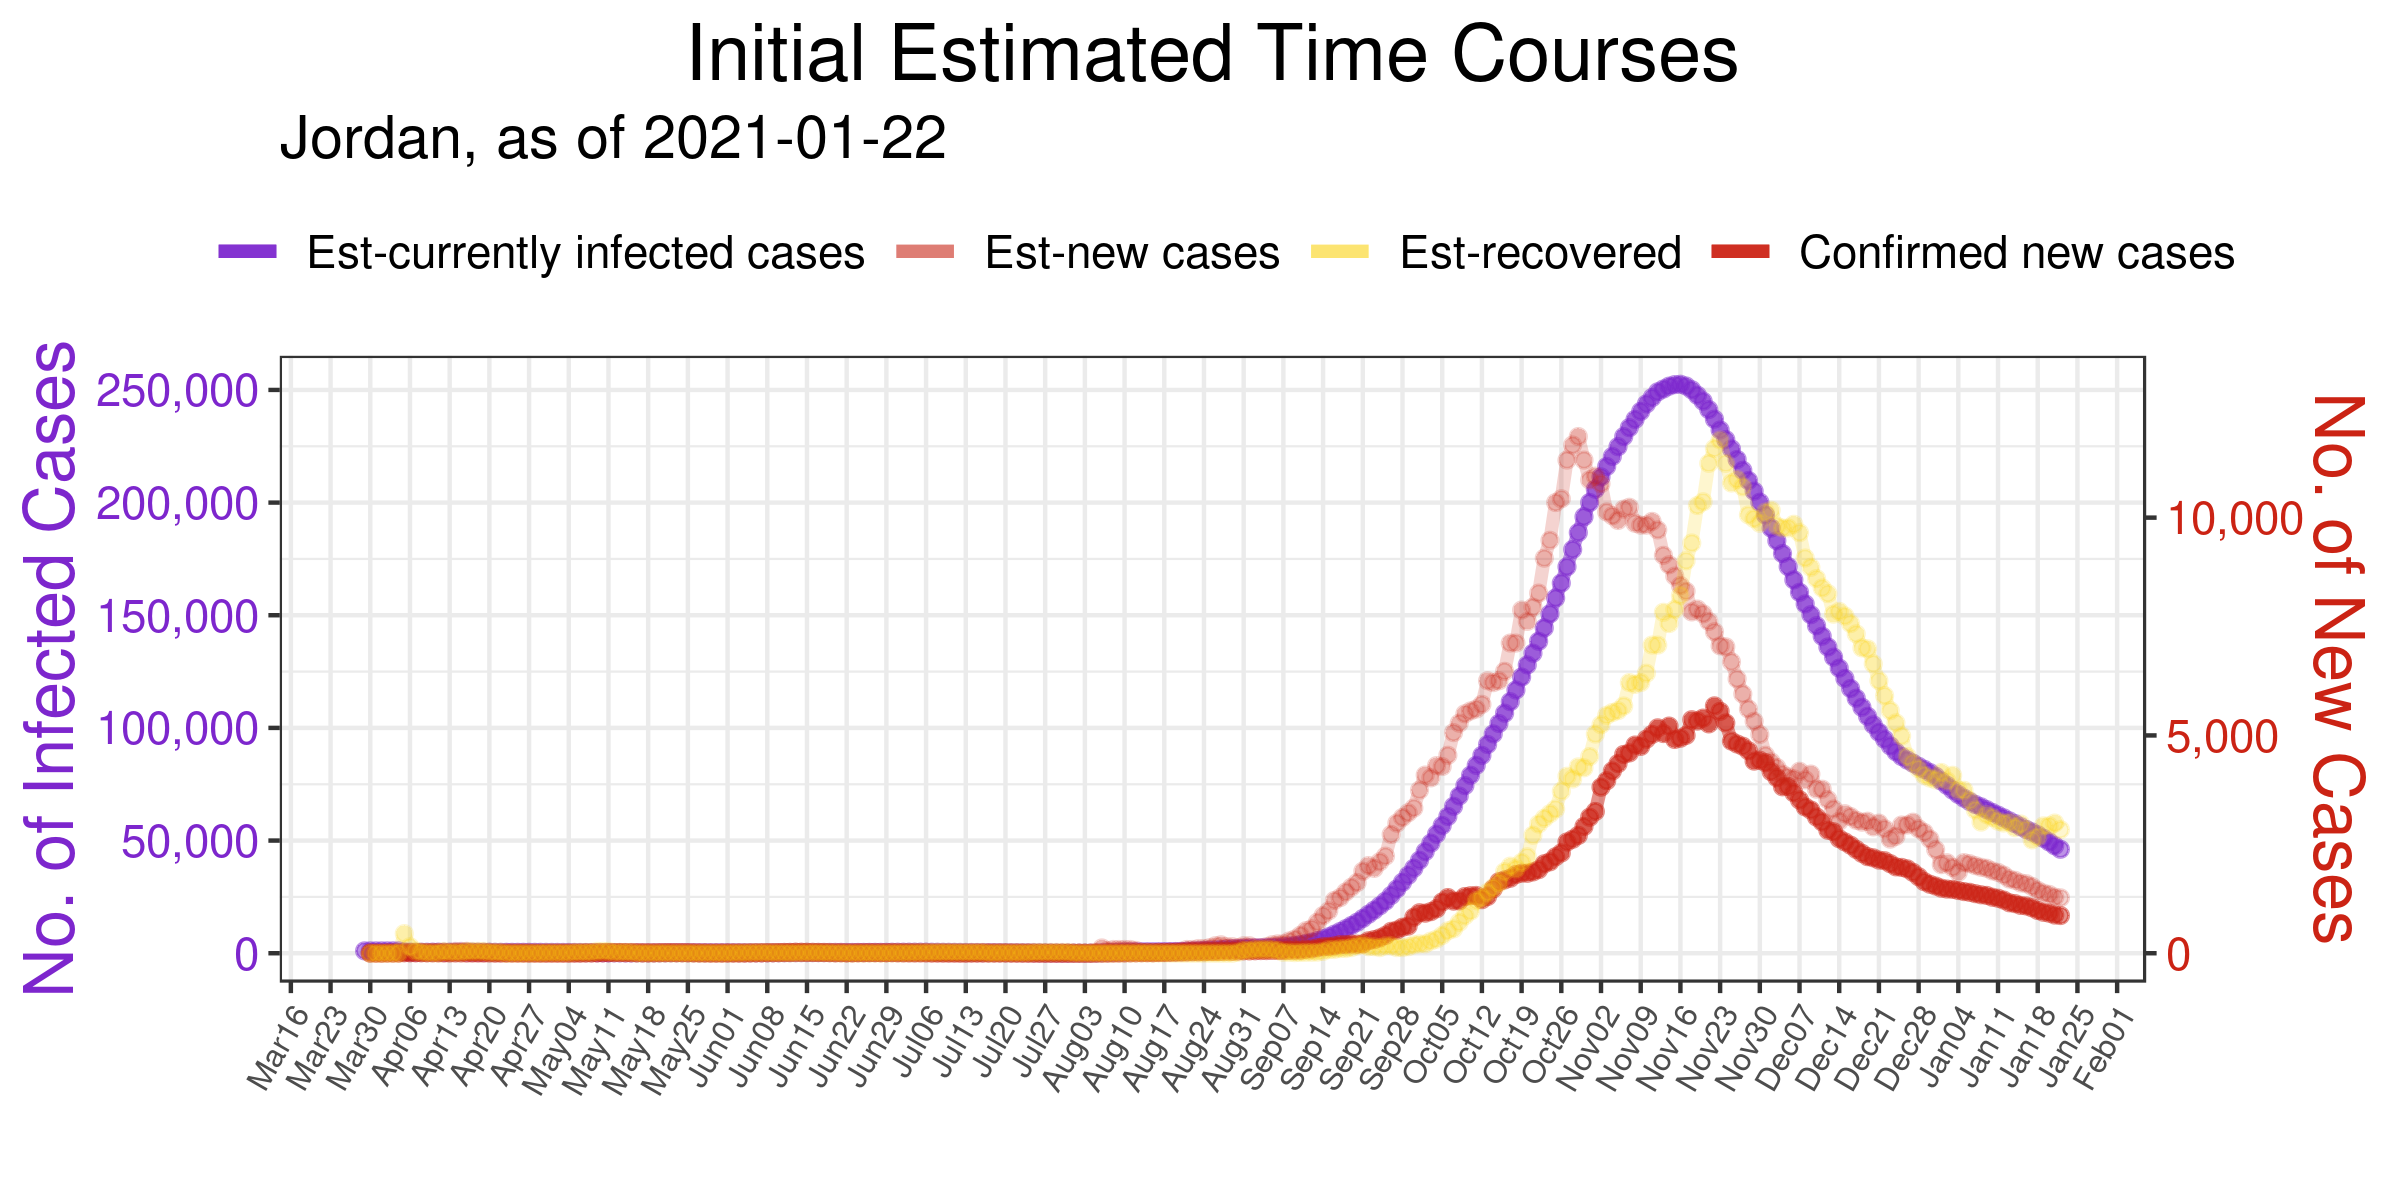 Initial Estimated Time Courses
Jordan, as of 2021-01-22
Est-currently infected cases Est-new cases Est-recovered Confirmed new cases
No. of Infected Cases
250,000
200,000
150,000
100,000
50,000
0
10,000
5,000
0
No. of New Cases
Mar16 Mar23 Mar30 Apr06 Apr13 Apr20 Apr27 May04 May11 May18 May25 Jun01 Jun08 Jun15 Jun22 Jun29 Jul06 Jul13 Jul20 Jul27 Aug03 Aug10 Aug17 Aug24 Aug31 Sep07 Sep14 Sep21 Sep28 Oct05 Oct12 Oct19 Oct26 Nov02 Nov09 Nov16 Nov23 Nov30 Dec07 Dec14 Dec21 Dec28 Jan04 Jan11 Jan18 Jan25 Feb01